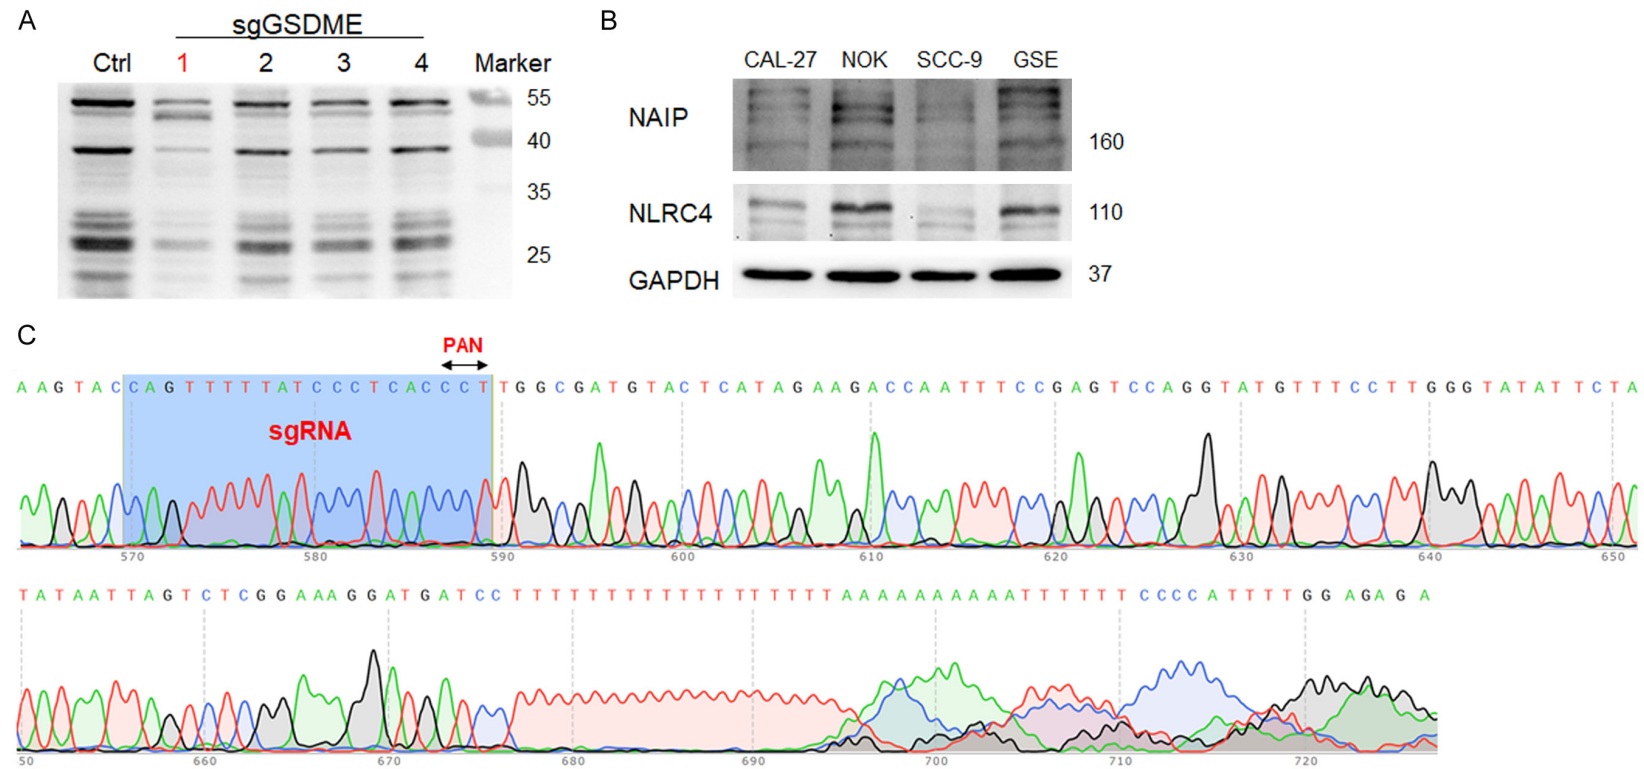 A
sgGSDME
Ctrl 1 2 3 4 Marker
55
40
35
25
B
CAL-27 NOK SCC-9 GSE
NAIP
160
NLRC4
110
GAPDH
37
C
PAN
A A G T A C C A G T T T T T A T C C C T C A C C C T T G G C G A T G T A C T C A T A G A A G A C C A A T T T C C G A G T C C A G G T A T G T T T C C T T G G G T A T A T T C T A
sgRNA
570 580 590 600 610 620 630 640 650
T A T A A T T A G T C T C G G A A A G G A T G A T C C T T T T T T T T T T T T T T T T T T A A A A A A A A A A T T T T T T C C C C A T T T T G G A G A G A
50 660 670 680 690 700 710 720